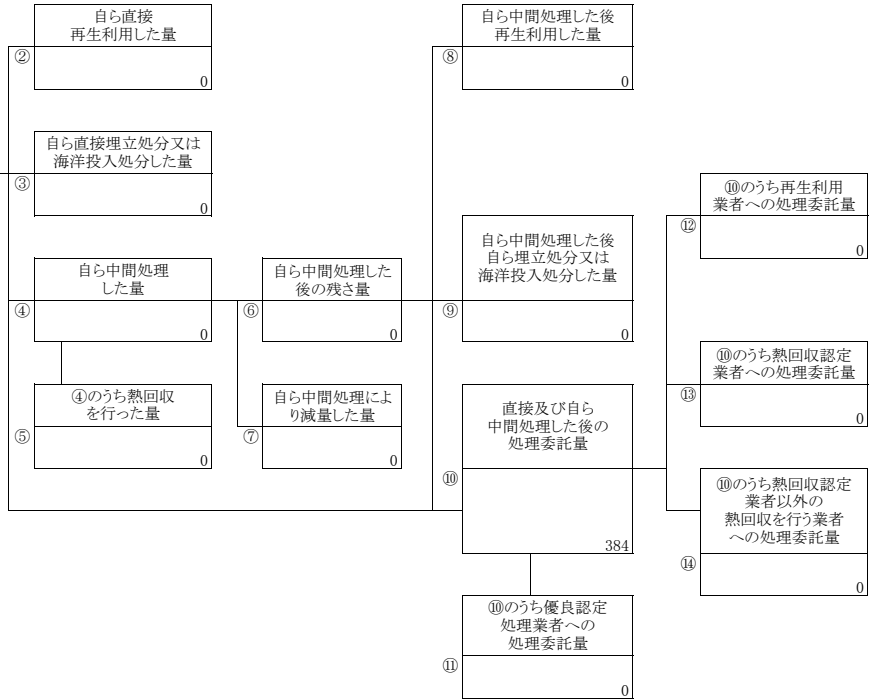 自ら直接
再生利用した量
②
0
自ら直接埋立処分又は
海洋投入処分した量
③
0
自ら中間処理
した量
④
0
④のうち熱回収
を行った量
⑤
0
自ら中間処理した
後の残さ量
⑥
0
自ら中間処理によ
り減量した量
⑦
0
自ら中間処理した後
再生利用した量
⑧
0
自ら中間処理した後
自ら埋立処分又は
海洋投入処分した量
⑨
0
直接及び自ら
中間処理した後の
処理委託量
⑩
384
⑩のうち優良認定
処理業者への
処理委託量
⑪
0
⑩のうち再生利用
業者への処理委託量
⑫
0
⑩のうち熱回収認定
業者への処理委託量
⑬
0
⑩のうち熱回収認定
業者以外の
熱回収を行う業者
への処理委託量
⑭
0